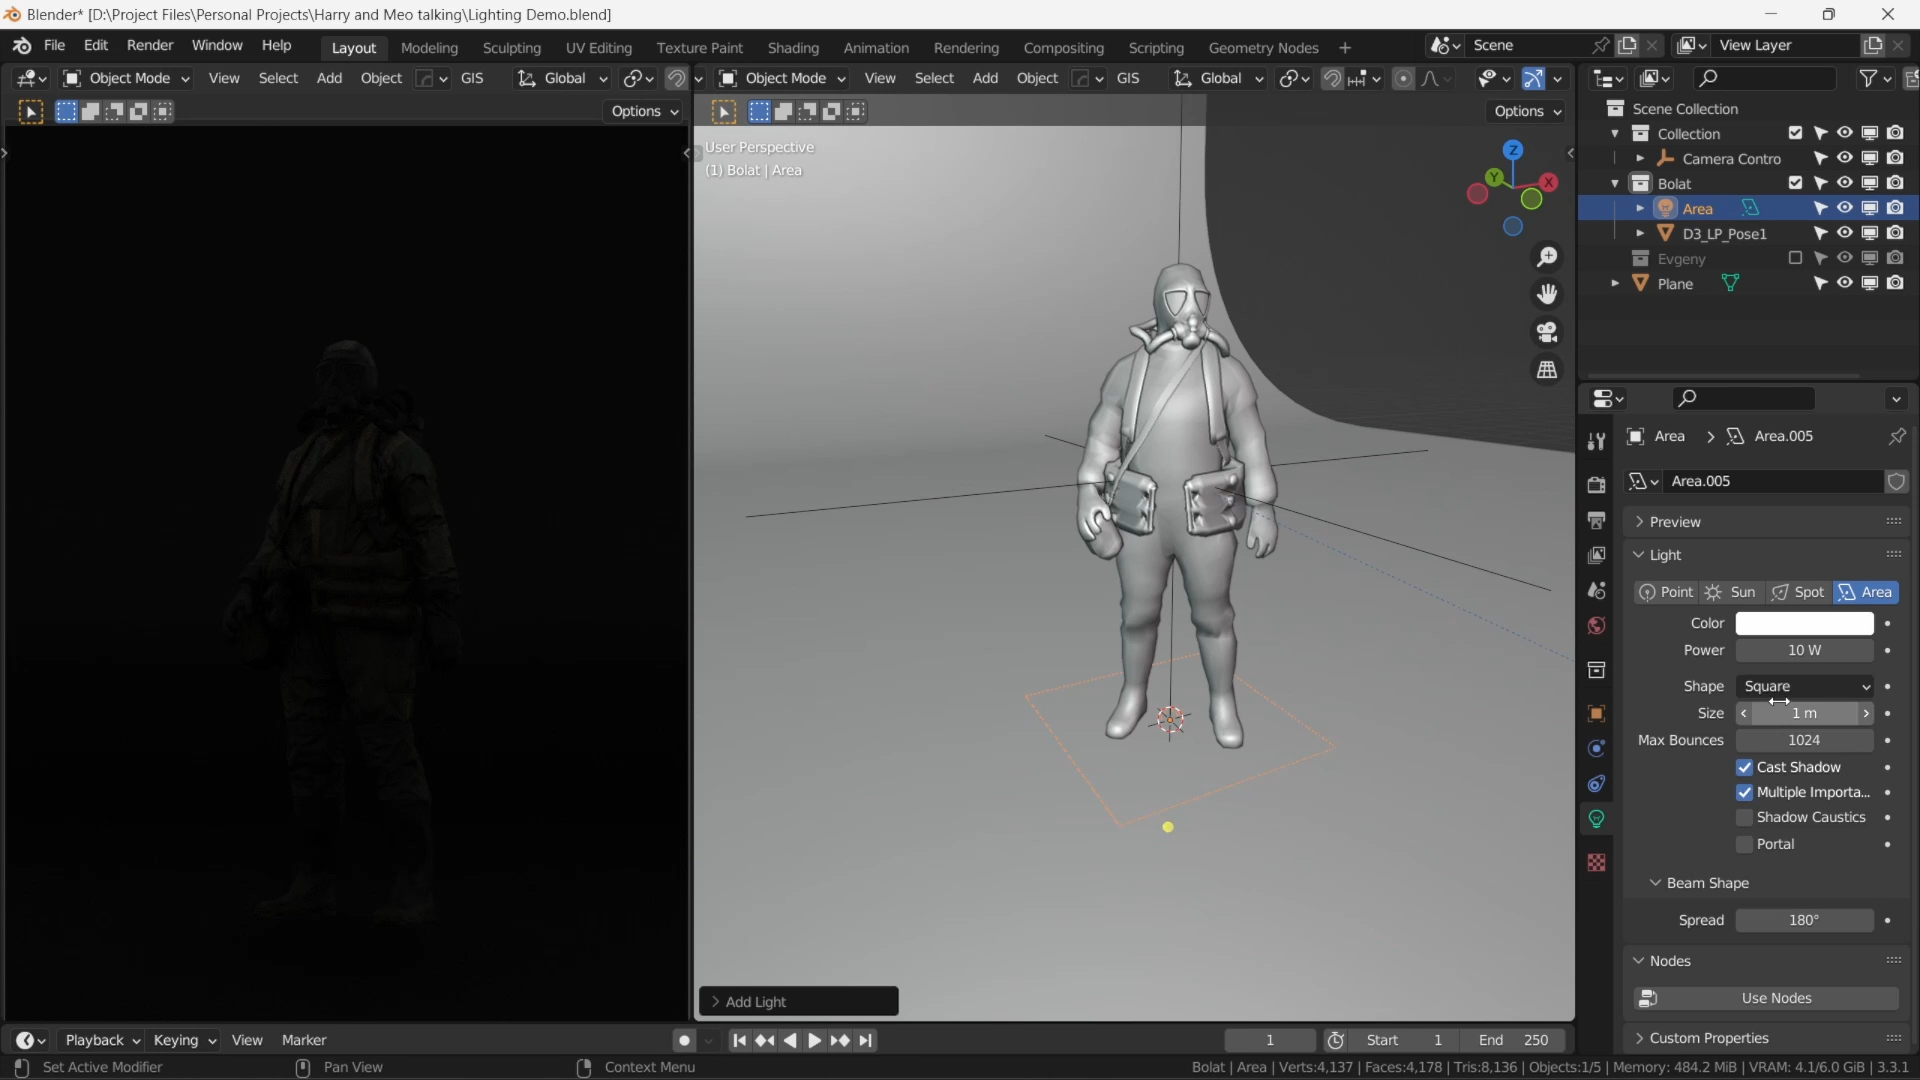 Blender* [D:\Project Files\Personal Projects\Harry and Meo talking\Lighting Demo.blend]
File Edit Render Window Help Layout Modeling Sculpting UV Editing Texture Paint Shading Animation Rendering Compositing Scripting Geometry Nodes + Scene View Layer
Object Mode View Select Add Object GIS Global Object Mode View Select Add Object GIS Global
Options Options
User Perspective
(1) Bolat | Area
Z
Y
X
Scene Collection
Collection
Camera Contro
Bolat
Area
D3_LP_Pose1
Evgeny
Plane
Area > Area.005
Area.005
Preview
Light
Point Sun Spot Area
Color
Power 10 W
Shape Square
Size 1 m
Max Bounces 1024
Cast Shadow
Multiple Importa...
Shadow Caustics
Portal
Beam Shape
Spread 180°
Nodes
Use Nodes
Custom Properties
> Add Light
Playback Keying View Marker 1 Start 1 End 250
Set Active Modifier Pan View Context Menu Bolat | Area | Verts:4,137 | Faces:4,178 | Tris:8,136 | Objects:1/5 | Memory: 484.2 MiB | VRAM: 4.1/6.0 GiB | 3.3.1